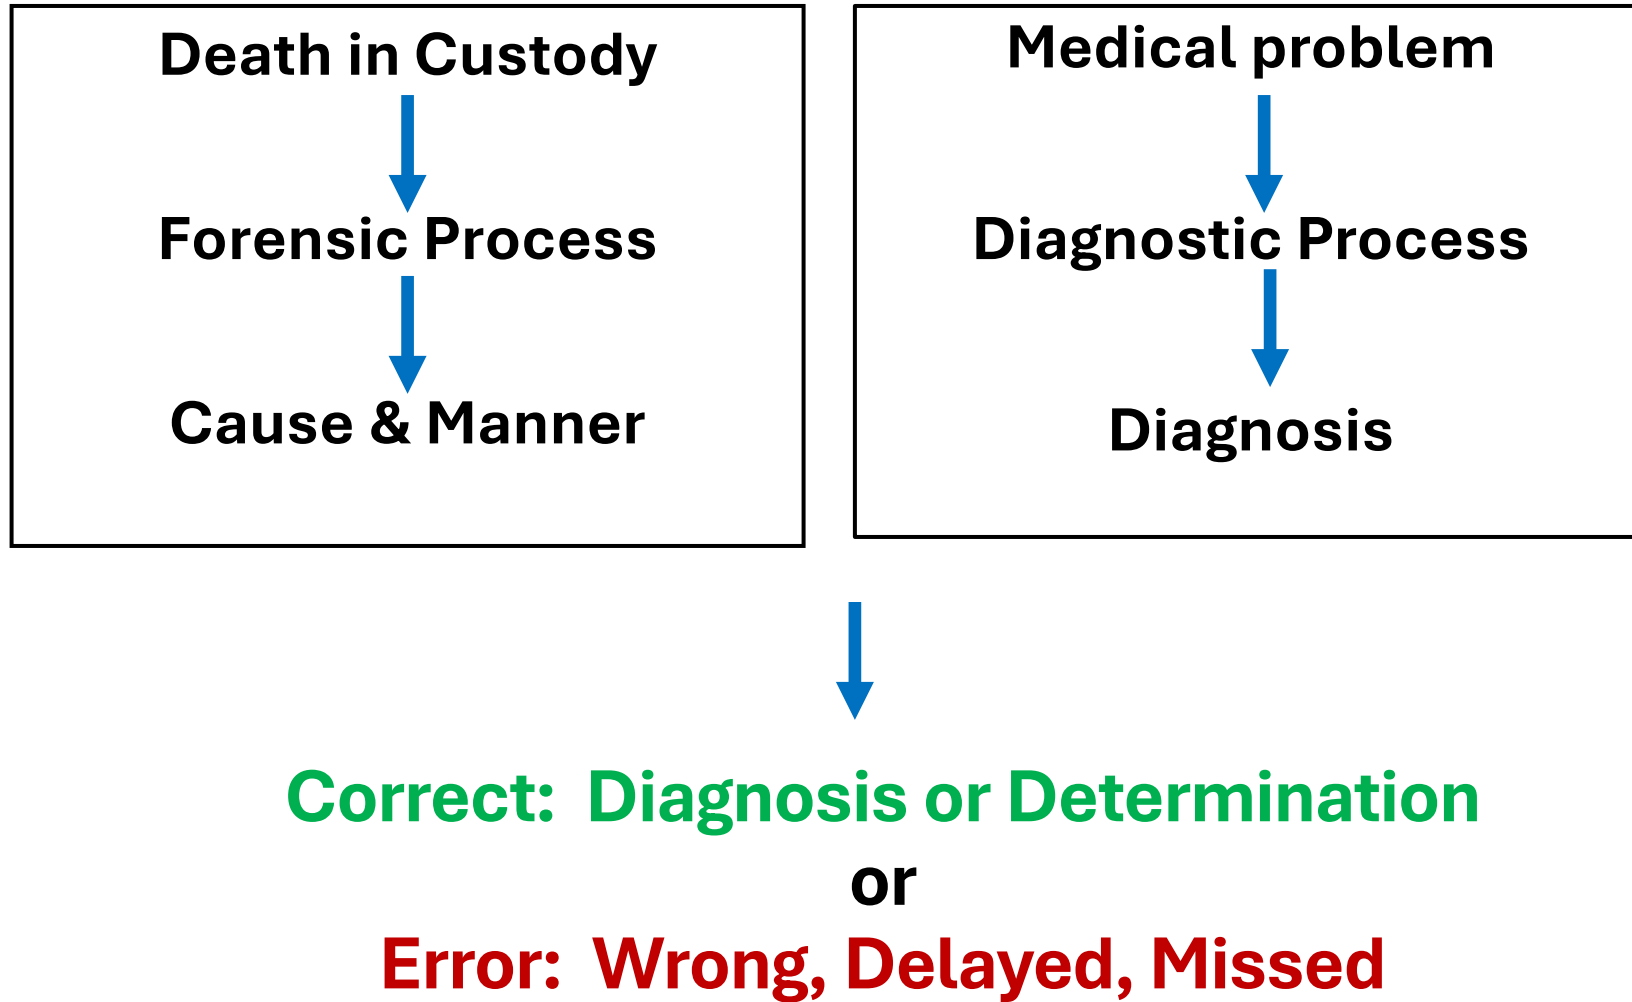 Death in Custody
Forensic Process
Cause & Manner
Medical problem
Diagnostic Process
Diagnosis
Correct:  Diagnosis or Determination
or
Error:  Wrong, Delayed, Missed